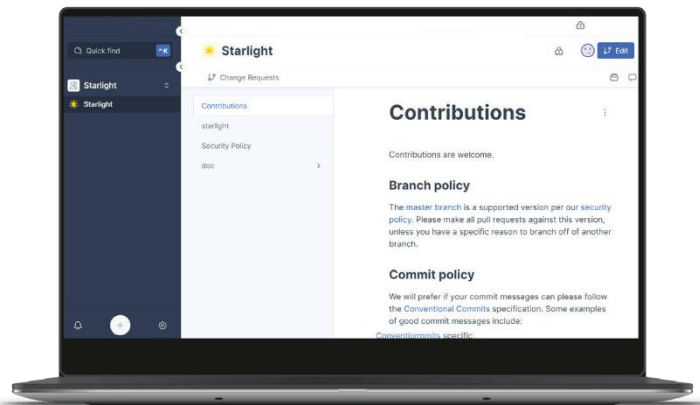 Quick find
^K
Starlight
Starlight
Starlight
Edit
Change Requests
Contributions
starlight
Security Policy
doc
Contributions
Contributions are welcome.
Branch policy
The master branch is a supported version per our security
policy. Please make all pull requests against this version,
unless you have a specific reason to branch off of another
branch.
Commit policy
We will prefer if your commit messages can please follow
the Conventional Commits specification. Some examples
of good commit messages include:
Conventiommits specific